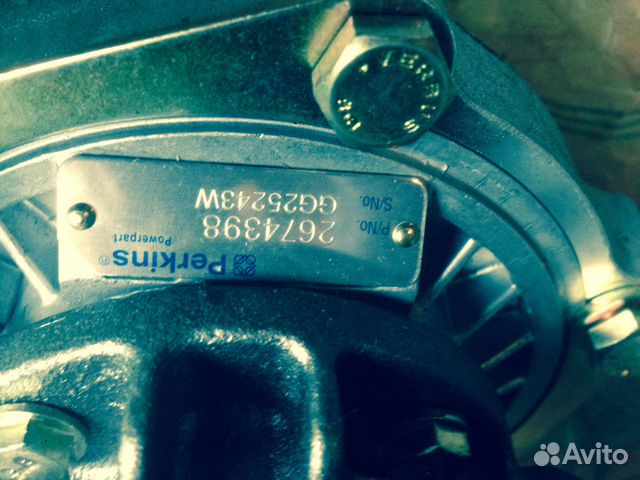 Perkins®
Powerpart
P/No. 2674398
S/No. GG25243W
Avito